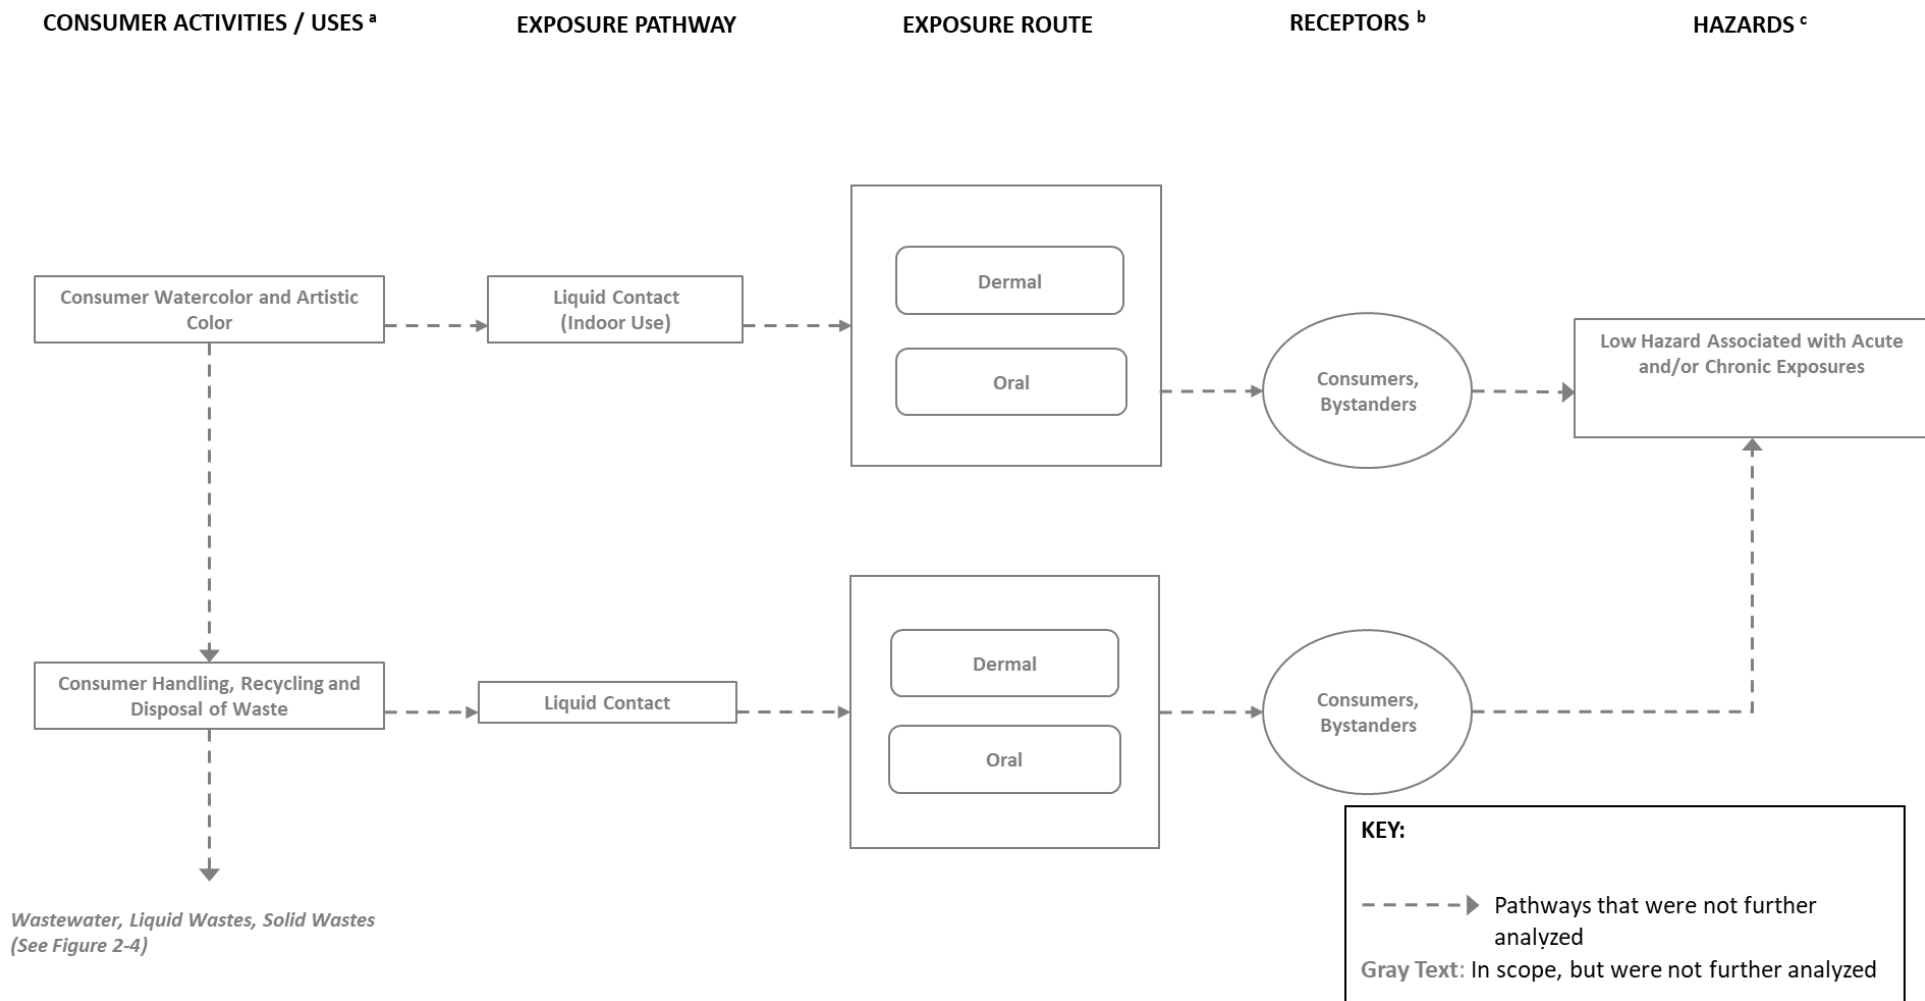 CONSUMER ACTIVITIES / USES a
EXPOSURE PATHWAY
EXPOSURE ROUTE
RECEPTORS b
HAZARDS c
Consumer Watercolor and Artistic
Color
Liquid Contact
(Indoor Use)
Dermal
Oral
Consumers,
Bystanders
Low Hazard Associated with Acute
and/or Chronic Exposures
Consumer Handling, Recycling and
Disposal of Waste
Liquid Contact
Dermal
Oral
Consumers,
Bystanders
Wastewater, Liquid Wastes, Solid Wastes
(See Figure 2-4)
KEY:
Pathways that were not further
analyzed
Gray Text: In scope, but were not further analyzed